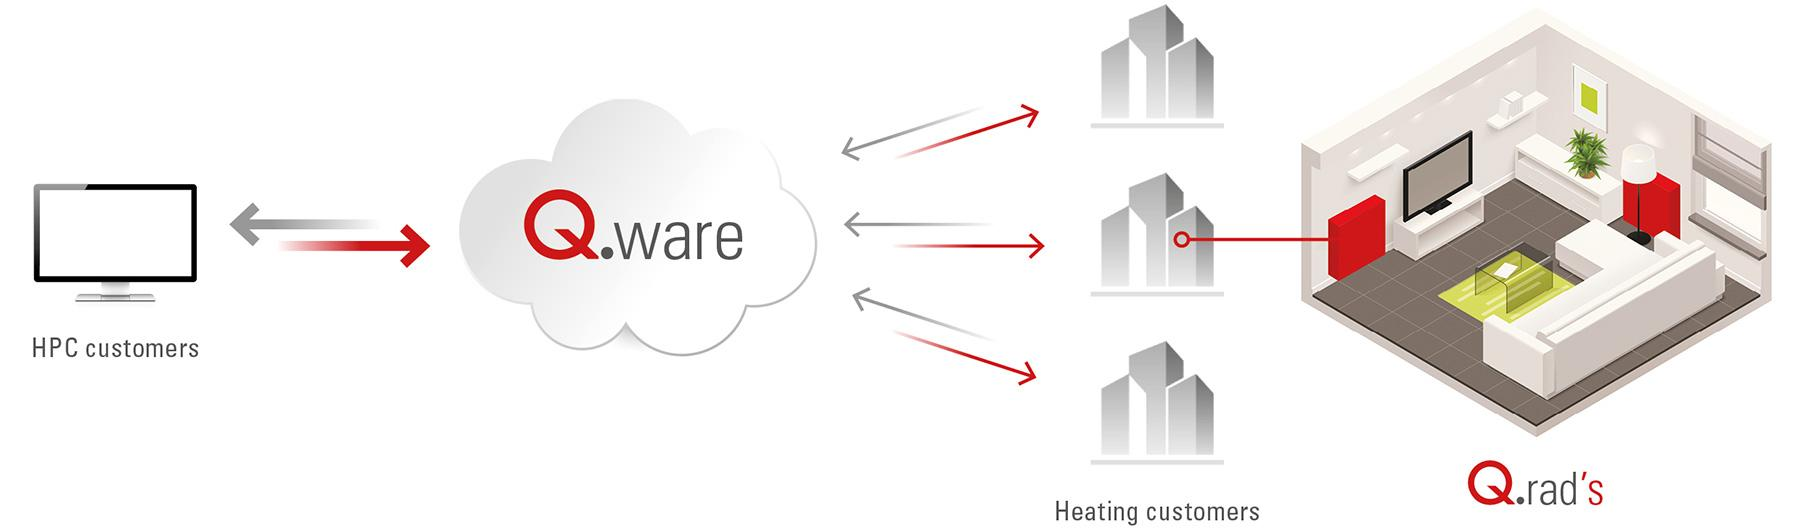 HPC customers
Q.ware
Heating customers
Q.rad's